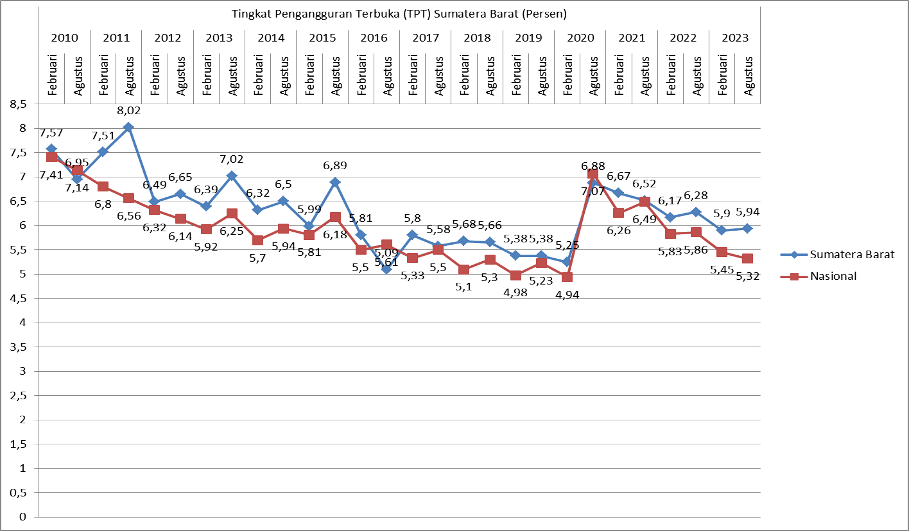 Tingkat Pengangguran Terbuka (TPT) Sumatera Barat (Persen)
2010 2011 2012 2013 2014 2015 2016 2017 2018 2019 2020 2021 2022 2023
Februari Agustus Februari Agustus Februari Agustus Februari Agustus Februari Agustus Februari Agustus Februari Agustus Februari Agustus Februari Agustus Februari Agustus Februari Agustus Februari Agustus Februari Agustus Februari Agustus
8,5
8
7,5
7
6,5
6
5,5
5
4,5
4
3,5
3
2,5
2
1,5
1
0,5
0
7,57 6,95 7,51 8,02 6,49 6,65 6,39 7,02 6,32 6,5 5,99 6,89 5,81 5,09 5,8 5,58 5,68 5,66 5,38 5,38 5,25 6,88 6,67 6,52 6,17 6,28 5,9 5,94
7,41 7,14 6,8 6,56 6,32 6,14 5,92 6,25 5,7 5,94 5,81 6,18 5,5 5,61 5,33 5,5 5,1 5,3 4,98 5,23 4,94 7,07 6,26 6,49 5,83 5,86 5,45 5,32
Sumatera Barat
Nasional